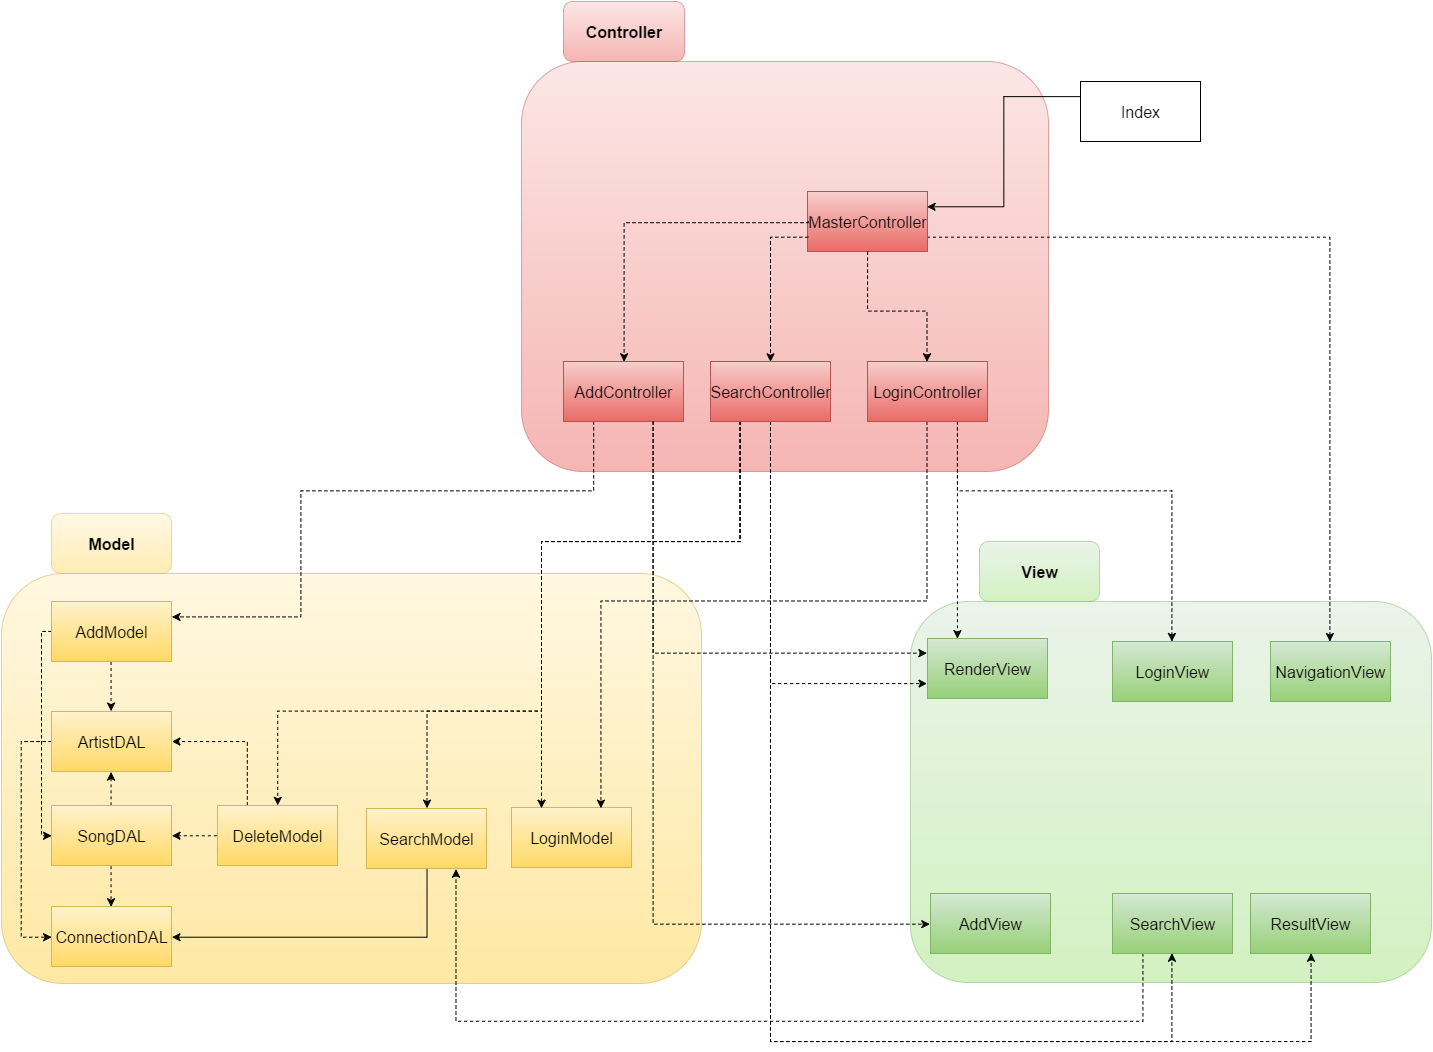 Controller
Index
MasterController
AddController
SearchController
LoginController
Model
View
AddModel
RenderView
LoginView
NavigationView
ArtistDAL
SongDAL
DeleteModel
SearchModel
LoginModel
AddView
SearchView
ResultView
ConnectionDAL